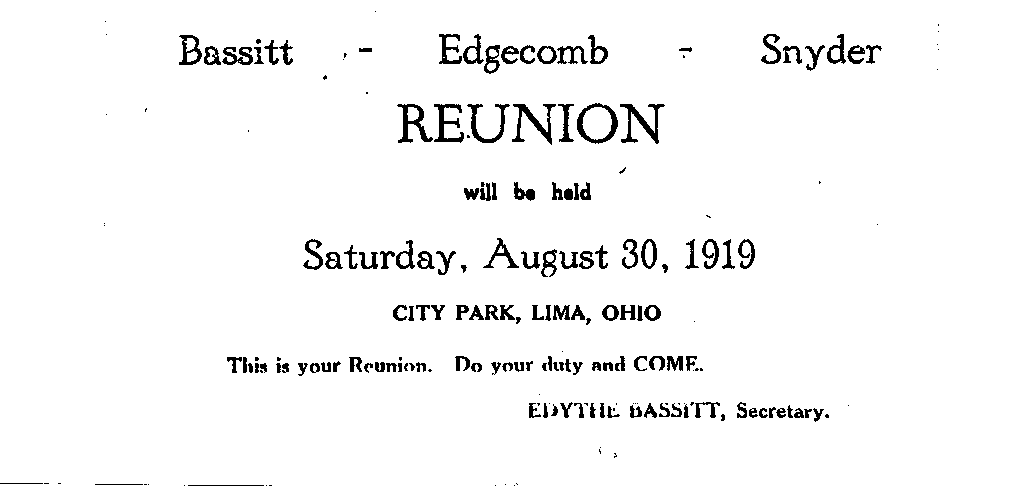 Bassitt - Edgecomb - Snyder
REUNION
will be held
Saturday, August 30, 1919
CITY PARK, LIMA, OHIO
This is your Reunion. Do your duty and COME.
EDYTHE BASSITT, Secretary.